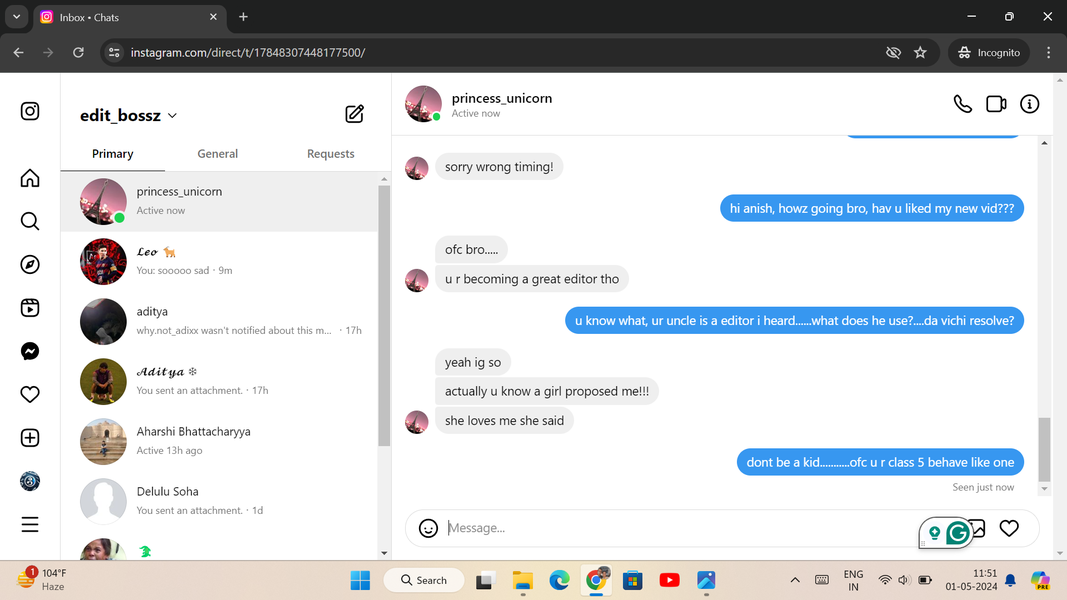 Inbox • Chats
instagram.com/direct/t/17848307448177500/
Incognito
edit_bossz
Primary
General
Requests
princess_unicorn
Active now
𝓛𝓮𝓸 🐐
You: sooooo sad · 9m
aditya
why.not_adixx wasn't notified about this m... · 17h
𝓐𝓭𝓲𝓽𝔂𝓪 ❄
You sent an attachment. · 17h
Aharshi Bhattacharyya
Active 13h ago
Delulu Soha
You sent an attachment. · 1d
princess_unicorn
Active now
sorry wrong timing!
hi anish, howz going bro, hav u liked my new vid???
ofc bro.....
u r becoming a great editor tho
u know what, ur uncle is a editor i heard......what does he use?....da vichi resolve?
yeah ig so
actually u know a girl proposed me!!!
she loves me she said
dont be a kid...........ofc u r class 5 behave like one
Seen just now
Message...
1
104°F
Haze
Search
ENG
IN
11:51
01-05-2024
PRE